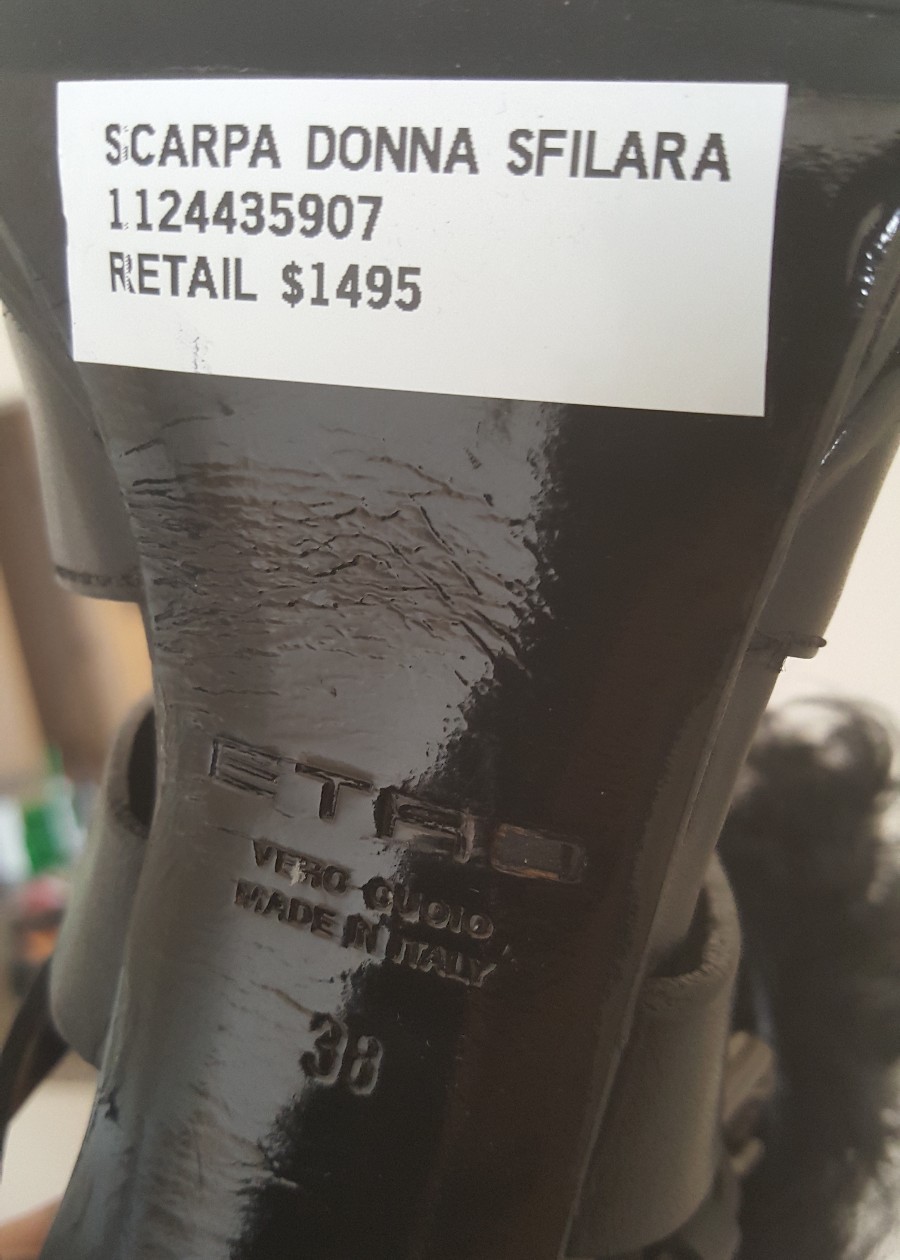 SCARPA DONNA SFILARA
1124435907
RETAIL $1495
ETRO
VERO CUOIO
MADE IN ITALY
38